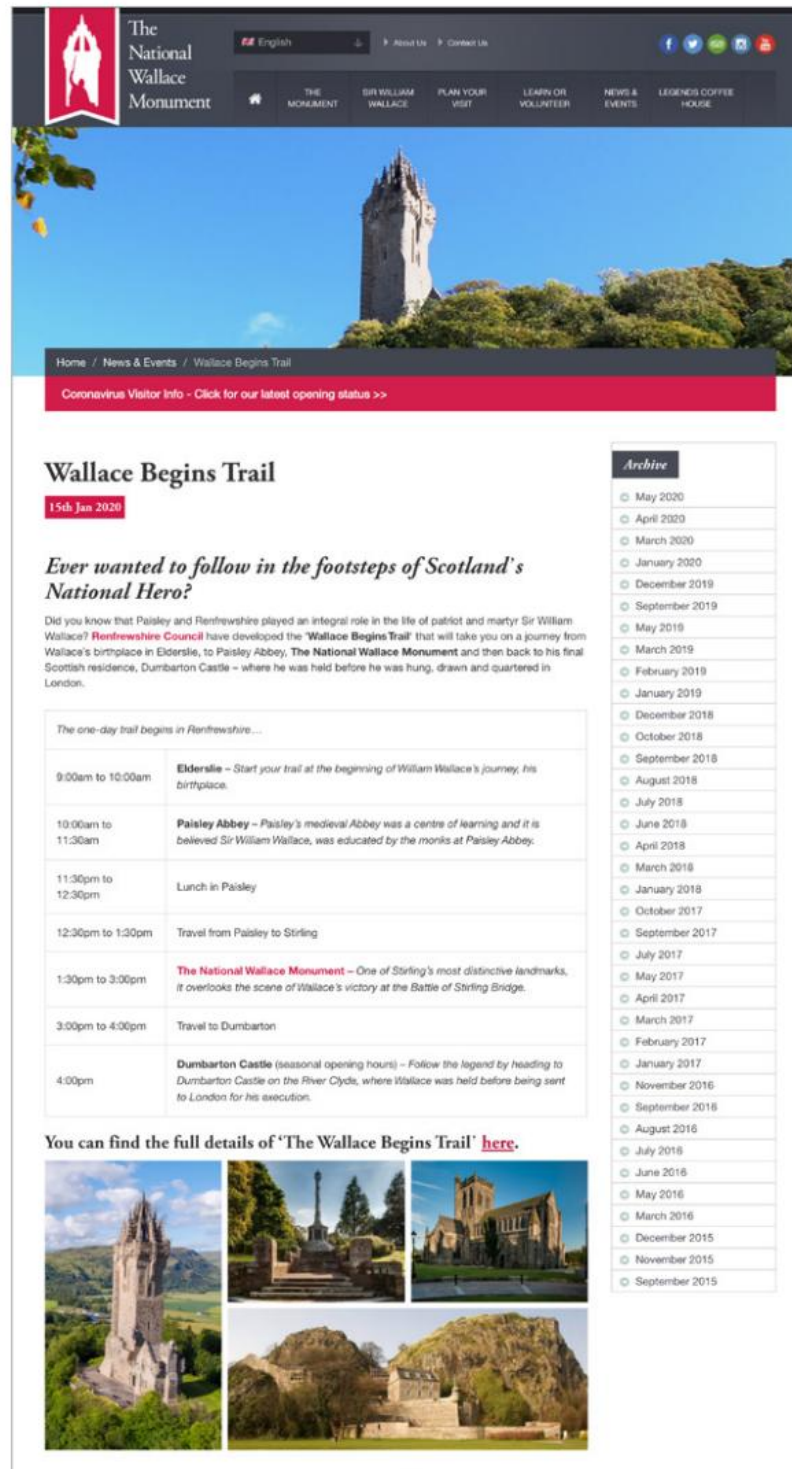 The
National
Wallace
Monument
English
About Us
Contact Us
THE
MONUMENT
SIR WILLIAM
WALLACE
PLAN YOUR
VISIT
LEARN OR
VOLUNTEER
NEWS &
EVENTS
LEGENDS COFFEE
HOUSE
Home / News & Events / Wallace Begins Trail
Coronavirus Visitor Info - Click for our latest opening status >>
Wallace Begins Trail
15th Jan 2020
Ever wanted to follow in the footsteps of Scotland's
National Hero?
Did you know that Paisley and Renfrewshire played an integral role in the life of patriot and martyr Sir William
Wallace? Renfrewshire Council have developed the 'Wallace Begins Trail' that will take you on a journey from
Wallace's birthplace in Elderslie, to Paisley Abbey, The National Wallace Monument and then back to his final
Scottish residence, Dumbarton Castle – where he was held before he was hung, drawn and quartered in
London.
The one-day trail begins in Renfrewshire…
9:00am to 10:00am
Elderslie – Start your trail at the beginning of William Wallace's journey, his
birthplace.
10:00am to
11:30am
Paisley Abbey – Paisley's medieval Abbey was a centre of learning and it is
believed Sir William Wallace, was educated by the monks at Paisley Abbey.
11:30pm to
12:30pm
Lunch in Paisley
12:30pm to 1:30pm
Travel from Paisley to Stirling
1:30pm to 3:00pm
The National Wallace Monument – One of Stirling's most distinctive landmarks,
it overlooks the scene of Wallace's victory at the Battle of Stirling Bridge.
3:00pm to 4:00pm
Travel to Dumbarton
4:00pm
Dumbarton Castle (seasonal opening hours) – Follow the legend by heading to
Dumbarton Castle on the River Clyde, where Wallace was held before being sent
to London for his execution.
You can find the full details of 'The Wallace Begins Trail' here.
Archive
May 2020
April 2020
March 2020
January 2020
December 2019
September 2019
May 2019
March 2019
February 2019
January 2019
December 2018
October 2018
September 2018
August 2018
July 2018
June 2018
April 2018
March 2018
January 2018
October 2017
September 2017
July 2017
May 2017
April 2017
March 2017
February 2017
January 2017
November 2016
September 2016
August 2016
July 2016
June 2016
May 2016
March 2016
December 2015
November 2015
September 2015